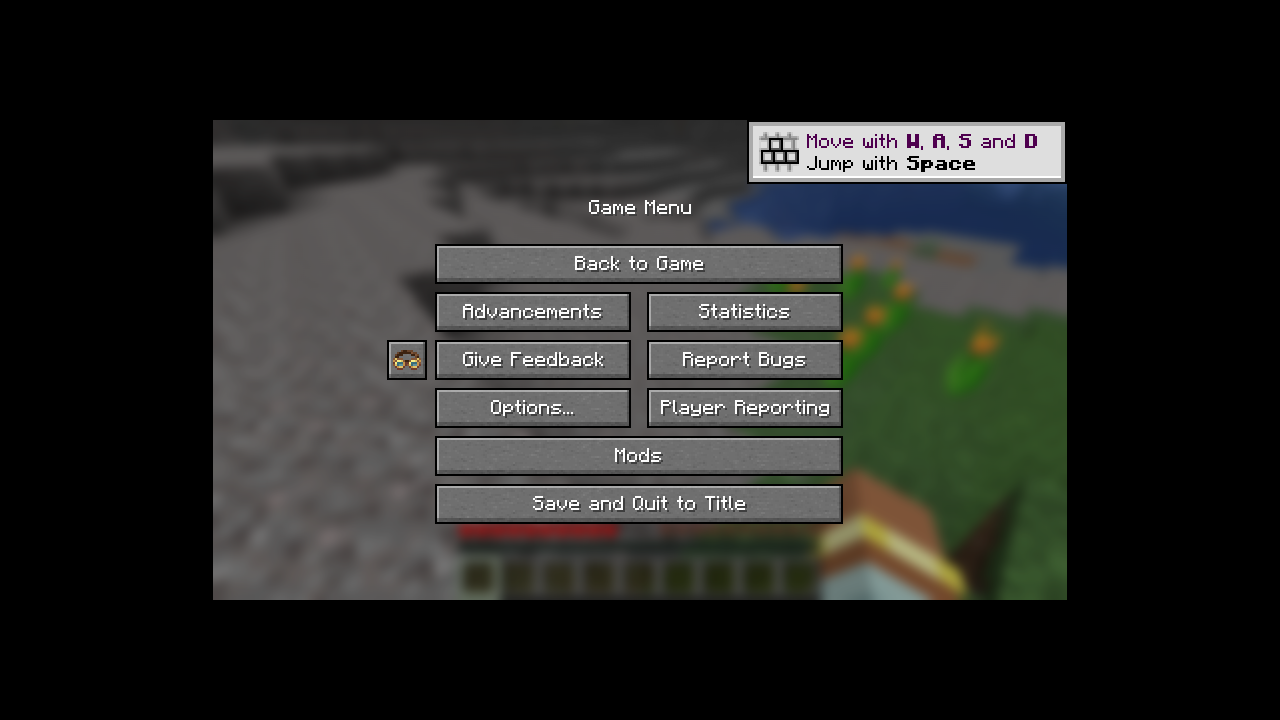 Move with W, A, S and D
Jump with Space
Game Menu
Back to Game
Advancements
Statistics
Give Feedback
Report Bugs
Options...
Player Reporting
Mods
Save and Quit to Title